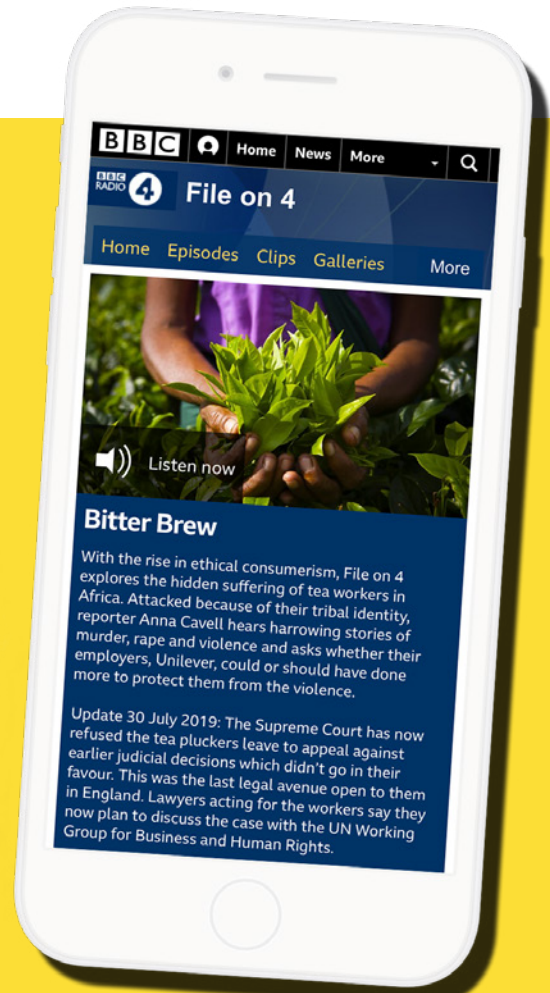 BBC Home News More
BBC
RADIO 4 File on 4
Home Episodes Clips Galleries More
Listen now
Bitter Brew
With the rise in ethical consumerism, File on 4
explores the hidden suffering of tea workers in
Africa. Attacked because of their tribal identity,
reporter Anna Cavell hears harrowing stories of
murder, rape and violence and asks whether their
employers, Unilever, could or should have done
more to protect them from the violence.
Update 30 July 2019: The Supreme Court has now
refused the tea pluckers leave to appeal against
earlier judicial decisions which didn't go in their
favour. This was the last legal avenue open to them
in England. Lawyers acting for the workers say they
now plan to discuss the case with the UN Working
Group for Business and Human Rights.